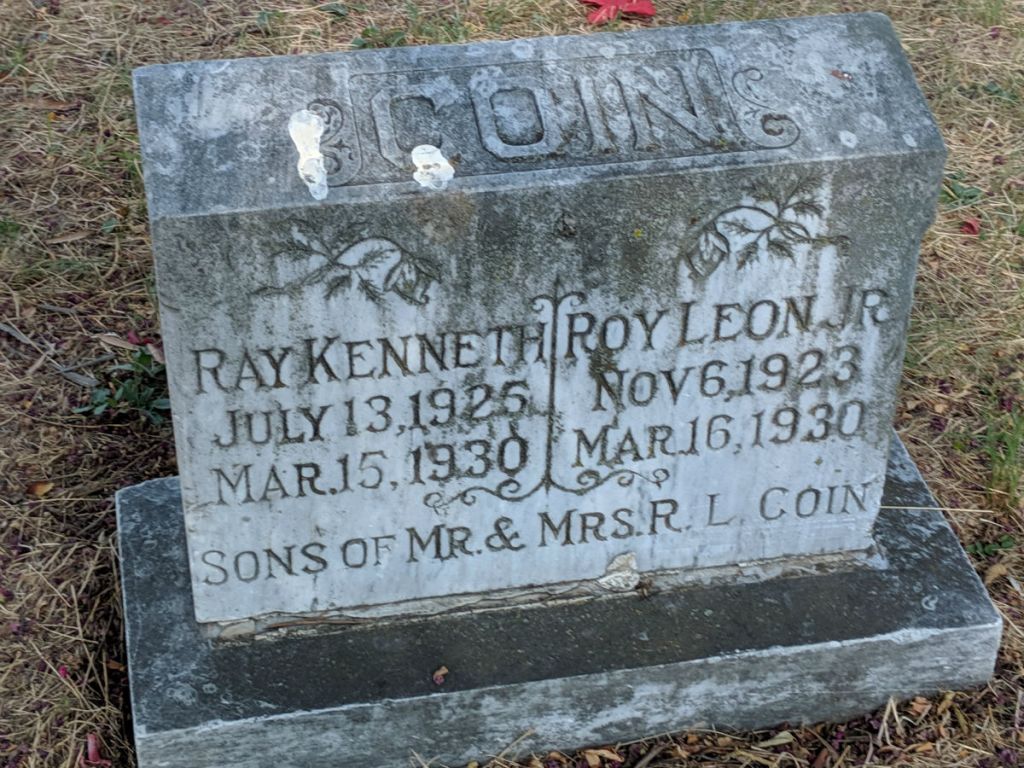 COIN
RAY KENNETH
JULY 13, 1925
MAR. 15, 1930
ROY LEON JR
NOV 6, 1923
MAR. 16, 1930
SONS OF MR. & MRS. R. L. COIN